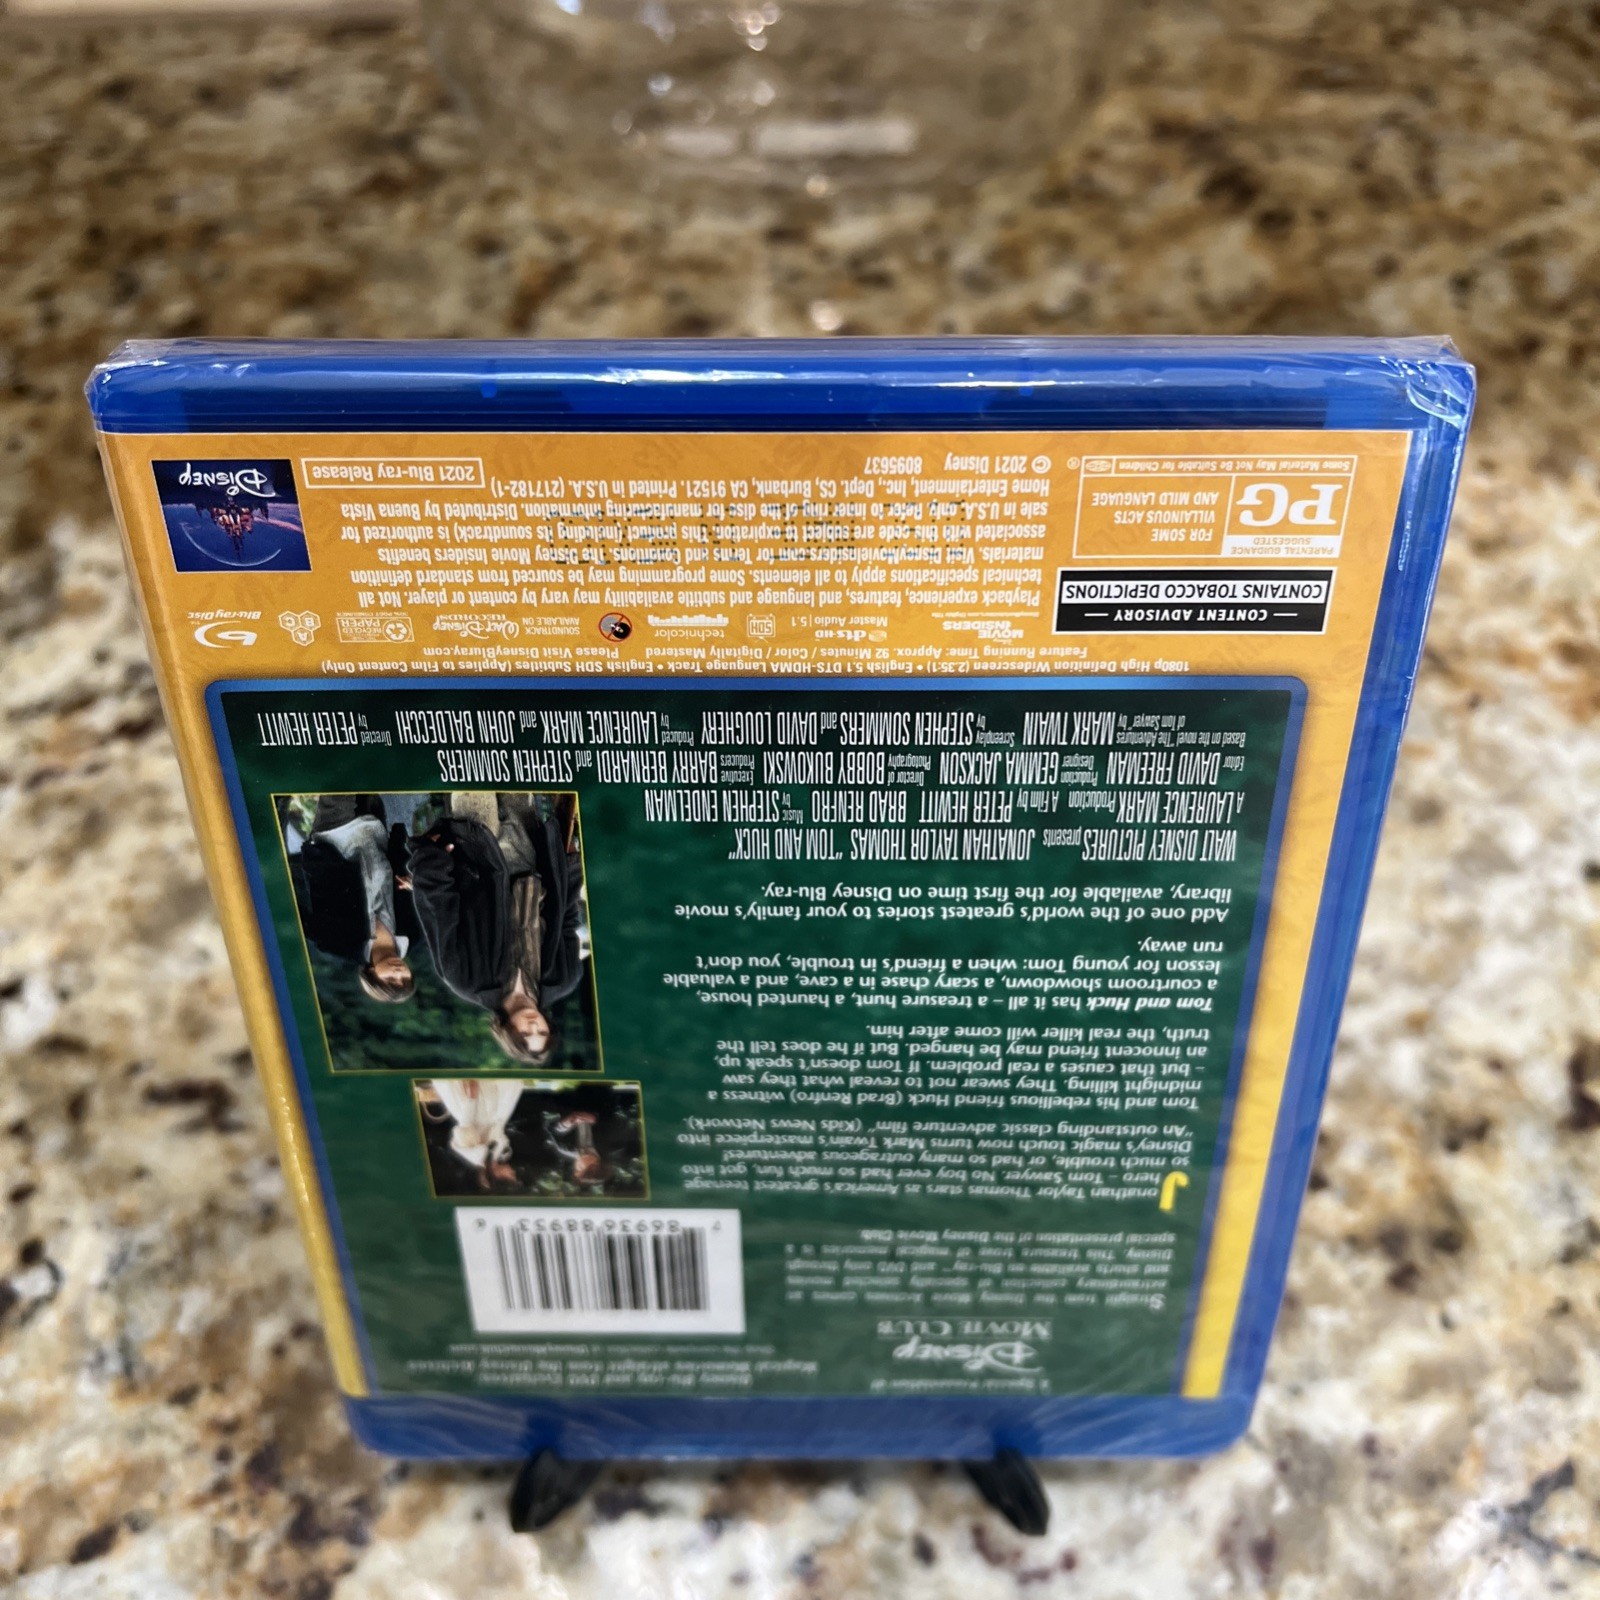 A Special Presentation of
Disney
MOVIE CLUB
Straight from the Disney Movie Archives comes an
extraordinary collection of specially selected movies
and shorts available on Blu-ray™ and DVD only through
Disney. This treasure trove of magical memories is a
special presentation of the Disney Movie Club.
Disney Blu-ray and DVD Exclusives!
Magical Memories straight from the Disney Archives
7 86936 88953 6
Jonathan Taylor Thomas stars as America's greatest teenage
hero – Tom Sawyer. No boy ever had so much fun, got into
so much trouble, or had so many outrageous adventures!
Disney's magic touch now turns Mark Twain's masterpiece into
"An outstanding classic adventure film" (Kids News Network).
Tom and his rebellious friend Huck (Brad Renfro) witness a
midnight killing. They swear not to reveal what they saw
– but that causes a real problem. If Tom doesn't speak up,
an innocent friend may be hanged. But if he does tell the
truth, the real killer will come after him.
Tom and Huck has it all – a treasure hunt, a haunted house,
a courtroom showdown, a scary chase in a cave, and a valuable
lesson for young Tom: when a friend's in trouble, you don't
run away.
Add one of the world's greatest stories to your family's movie
library, available for the first time on Disney Blu-ray.
WALT DISNEY PICTURES presents JONATHAN TAYLOR THOMAS "TOM AND HUCK"
A LAURENCE MARK Production A Film by PETER HEWITT BRAD RENFRO Music by STEPHEN ENDELMAN
Editor DAVID FREEMAN Production Designer GEMMA JACKSON Director of Photography BOBBY BUKOWSKI Executive Producers BARRY BERNARDI and STEPHEN SOMMERS
Based on the novel "The Adventures of Tom Sawyer" by MARK TWAIN Screenplay by STEPHEN SOMMERS and DAVID LOUGHERY Produced by LAURENCE MARK and JOHN BALDECCHI Directed by PETER HEWITT
1080p High Definition Widescreen (2.35:1) • English 5.1 DTS-HDMA Language Track • English SDH Subtitles (Applies to Film Content Only)
Feature Running Time: Approx. 92 Minutes / Color / Digitally Mastered Please Visit DisneyBluray.com
Disney
MOVIE
INSIDERS
dts-HD
Master Audio | 5.1
SDH
technicolor
SOUNDTRACK
AVAILABLE ON
WALT DISNEY
RECORDS
RECYCLED
PAPER
A B C
Blu-ray Disc
CONTENT ADVISORY
CONTAINS TOBACCO DEPICTIONS
PG
PARENTAL GUIDANCE SUGGESTED
FOR SOME
VILLAINOUS ACTS
AND MILD LANGUAGE
Some Material May Not Be Suitable for Children
Playback experience, features, and language and subtitle availability may vary by content or player. Not all
technical specifications apply to all elements. Some programming may be sourced from standard definition
materials. Visit DisneyMovieInsiders.com for Terms and Conditions. The Disney Movie Insiders benefits
associated with this code are subject to expiration. This product (including its soundtrack) is authorized for
sale in U.S.A. only. Refer to inner ring of the disc for manufacturing information. Distributed by Buena Vista
Home Entertainment, Inc., Dept. CS, Burbank, CA 91521. Printed in U.S.A. (217182-1)
© 2021 Disney 8095637
2021 Blu-ray Release
Disney